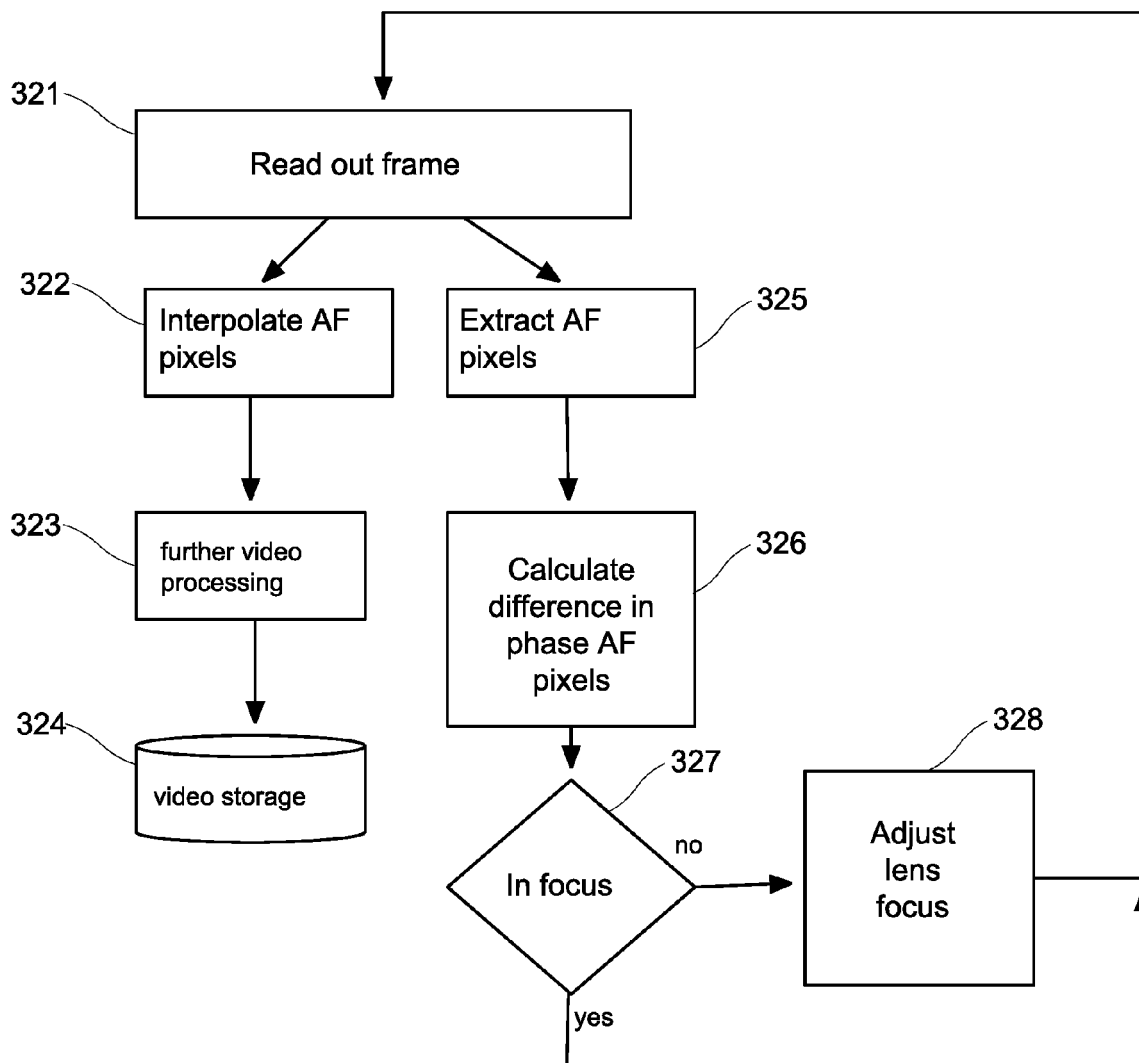 321
Read out frame
322
Interpolate AF
pixels
Extract AF
pixels
325
323
further video
processing
Calculate
difference in
phase AF
pixels
326
324
video storage
327
In focus
no
328
Adjust
lens
focus
yes